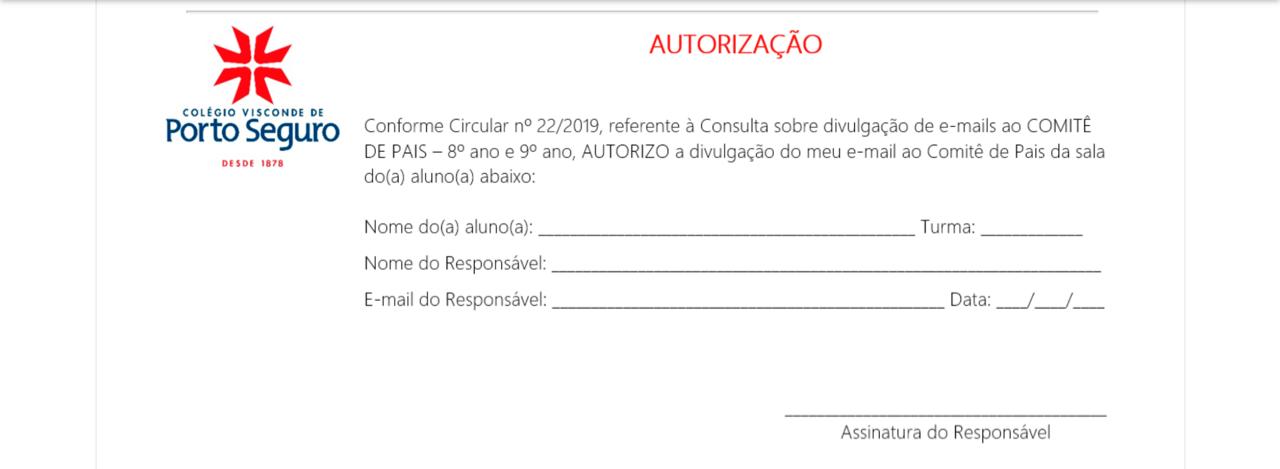 AUTORIZAÇÃO
COLÉGIO VISCONDE DE
Porto Seguro
DESDE 1878
Conforme Circular nº 22/2019, referente à Consulta sobre divulgação de e-mails ao COMITÊ
DE PAIS – 8º ano e 9º ano, AUTORIZO a divulgação do meu e-mail ao Comitê de Pais da sala
do(a) aluno(a) abaixo:
Nome do(a) aluno(a): ______________________________________ Turma: ____________
Nome do Responsável: ________________________________________________________
E-mail do Responsável: ________________________________________ Data: ___/___/___
________________________________
Assinatura do Responsável